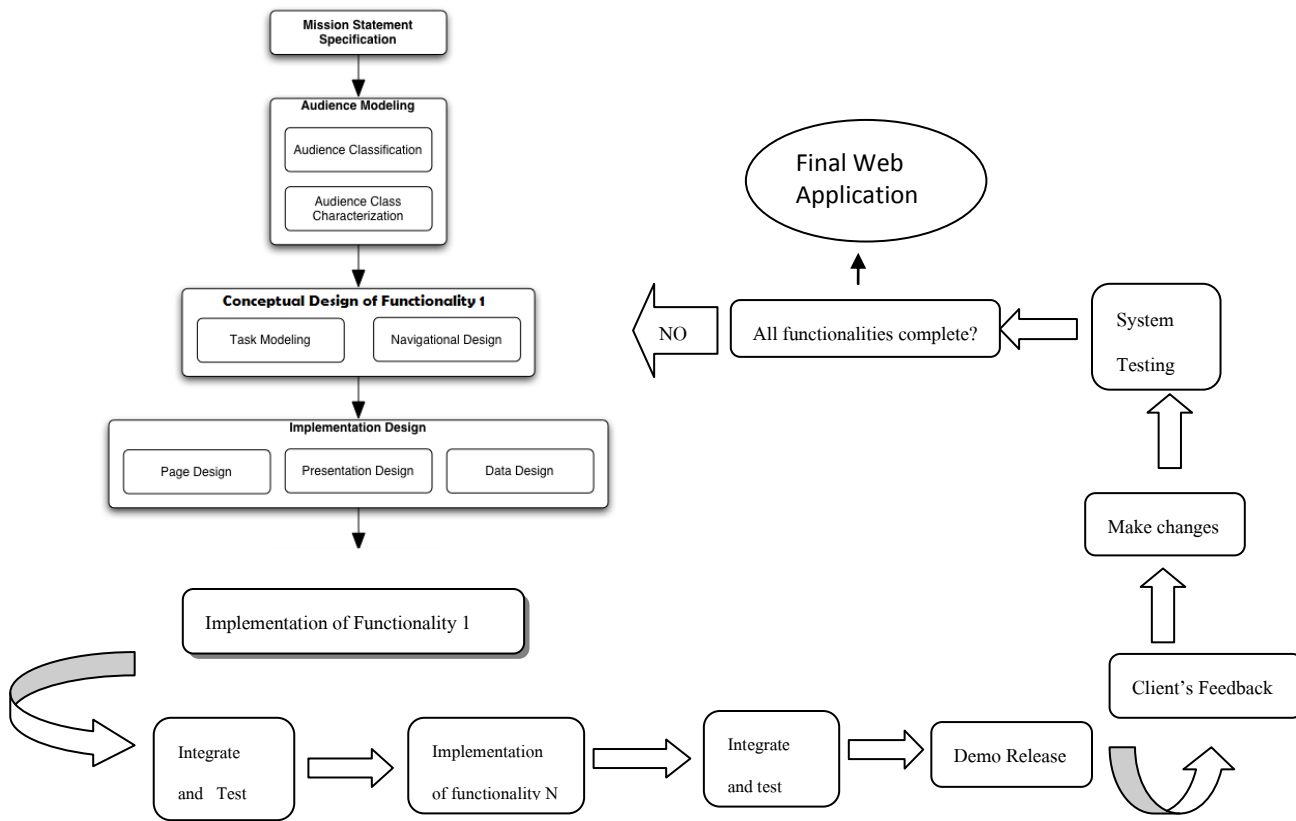 Mission Statement
Specification
Audience Modeling
Audience Classification
Audience Class
Characterization
Conceptual Design of Functionality 1
Task Modeling
Navigational Design
Implementation Design
Page Design
Presentation Design
Data Design
Implementation of Functionality 1
Integrate
and Test
Implementation
of functionality N
Integrate
and test
Demo Release
Client's Feedback
Make changes
System
Testing
All functionalities complete?
NO
Final Web
Application